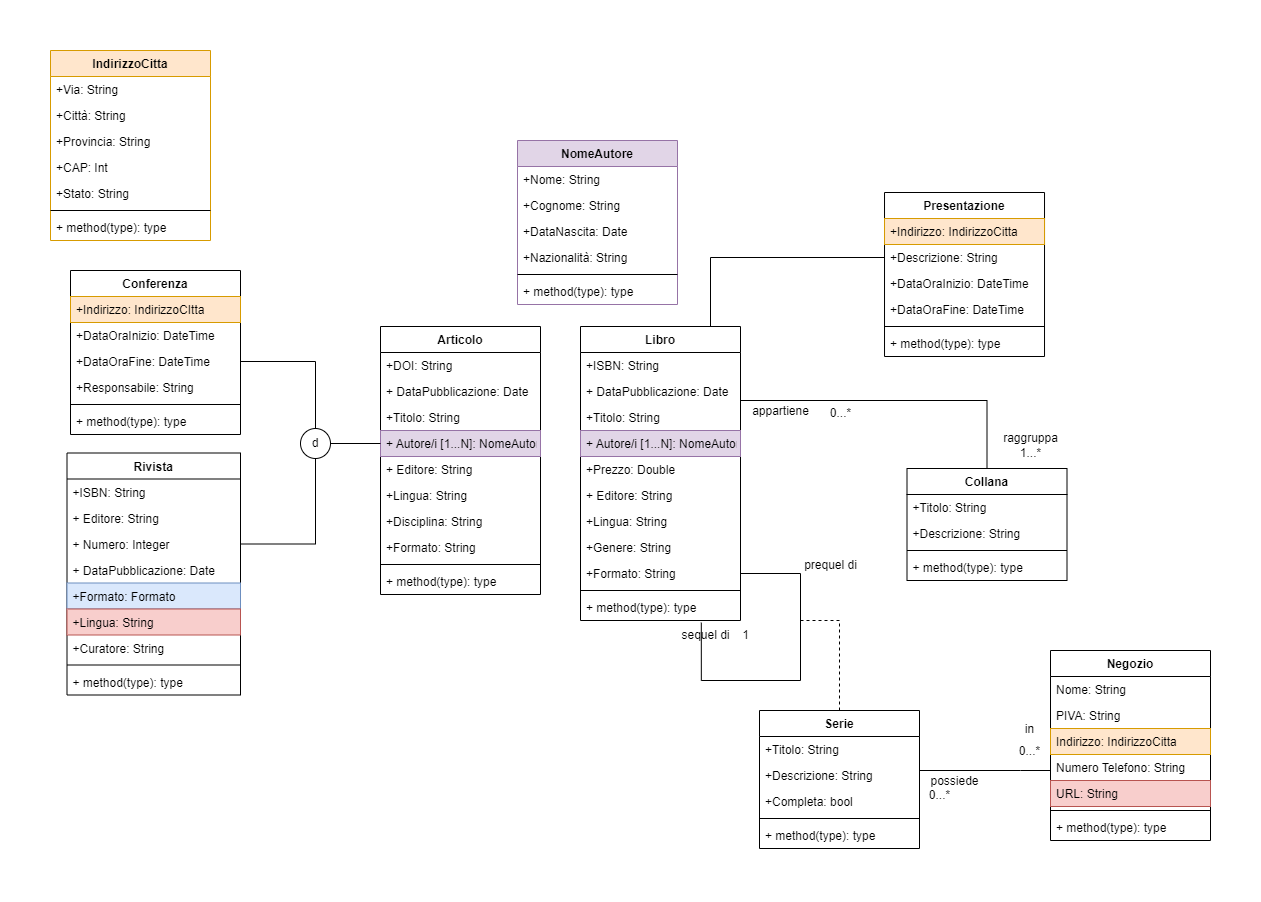 IndirizzoCitta
+Via: String
+Città: String
+Provincia: String
+CAP: Int
+Stato: String
+ method(type): type
NomeAutore
+Nome: String
+Cognome: String
+DataNascita: Date
+Nazionalità: String
+ method(type): type
Presentazione
+Indirizzo: IndirizzoCitta
+Descrizione: String
+DataOraInizio: DateTime
+DataOraFine: DateTime
+ method(type): type
Conferenza
+Indirizzo: IndirizzoCItta
+DataOraInizio: DateTime
+DataOraFine: DateTime
+Responsabile: String
+ method(type): type
d
Rivista
+ISBN: String
+ Editore: String
+ Numero: Integer
+ DataPubblicazione: Date
+Formato: Formato
+Lingua: String
+Curatore: String
+ method(type): type
Articolo
+DOI: String
+ DataPubblicazione: Date
+Titolo: String
+ Autore/i [1...N]: NomeAuto
+ Editore: String
+Lingua: String
+Disciplina: String
+Formato: String
+ method(type): type
Libro
+ISBN: String
+ DataPubblicazione: Date
+Titolo: String
+ Autore/i [1...N]: NomeAuto
+Prezzo: Double
+ Editore: String
+Lingua: String
+Genere: String
+Formato: String
+ method(type): type
appartiene 0...*
raggruppa
1...*
Collana
+Titolo: String
+Descrizione: String
+ method(type): type
prequel di
sequel di 1
Serie
+Titolo: String
+Descrizione: String
+Completa: bool
+ method(type): type
possiede
0...*
in
0...*
Negozio
Nome: String
PIVA: String
Indirizzo: IndirizzoCitta
Numero Telefono: String
URL: String
+ method(type): type